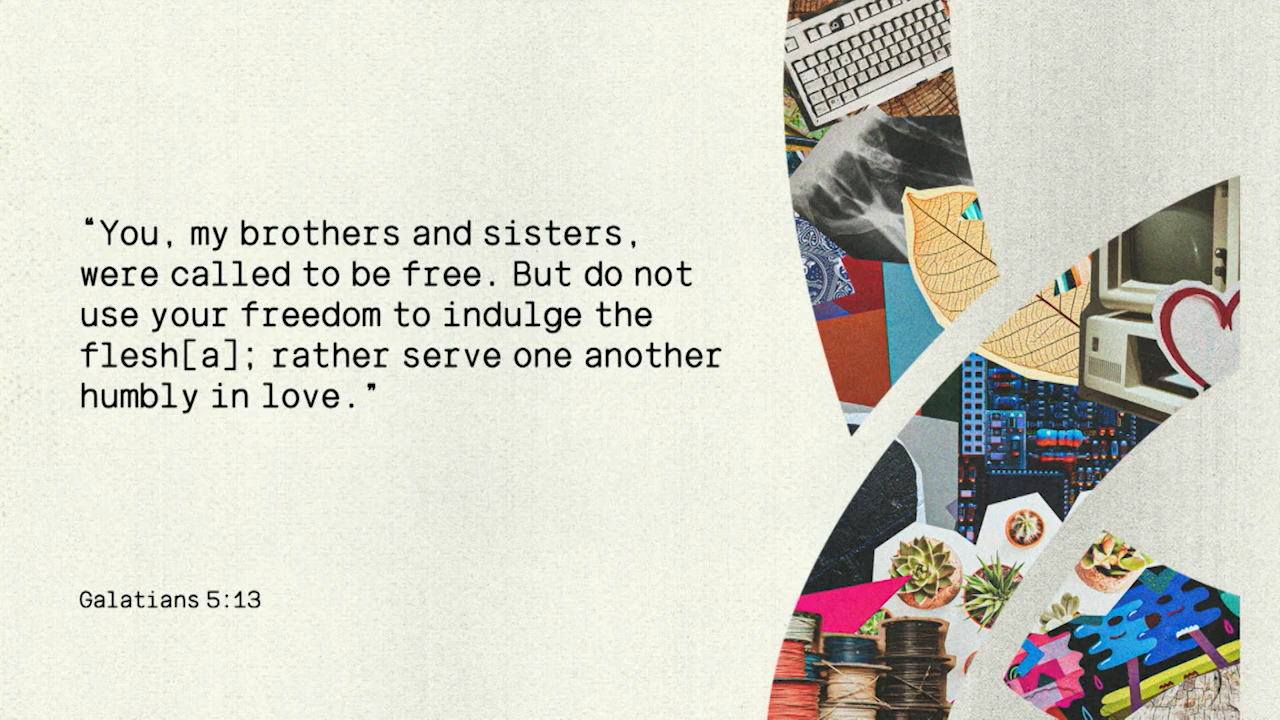 “You, my brothers and sisters,
were called to be free. But do not
use your freedom to indulge the
flesh[a]; rather serve one another
humbly in love.”
Galatians 5:13